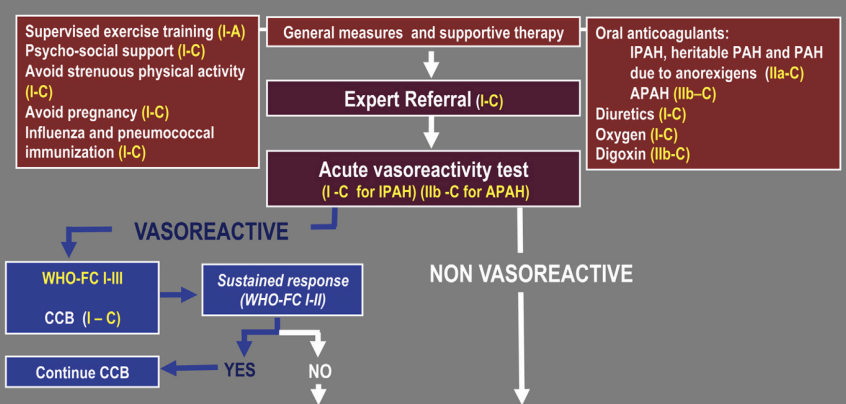 Supervised exercise training (I-A)
Psycho-social support (I-C)
Avoid strenuous physical activity
(I-C)
Avoid pregnancy (I-C)
Influenza and pneumococcal
immunization (I-C)
General measures and supportive therapy
Oral anticoagulants:
IPAH, heritable PAH and PAH
due to anorexigens (IIa-C)
APAH (IIb–C)
Diuretics (I-C)
Oxygen (I-C)
Digoxin (IIb-C)
Expert Referral (I-C)
Acute vasoreactivity test
(I -C for IPAH) (IIb -C for APAH)
VASOREACTIVE
NON VASOREACTIVE
WHO-FC I-III
CCB (I – C)
Sustained response
(WHO-FC I-II)
YES
NO
Continue CCB